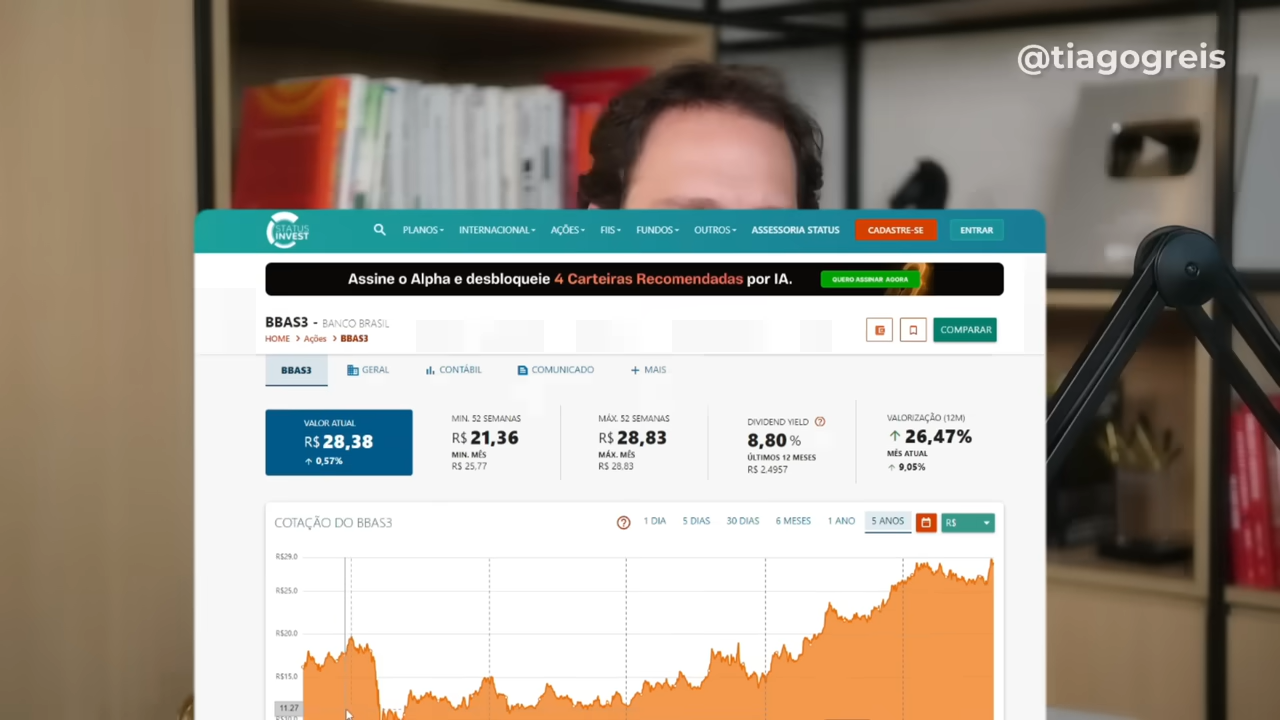 @tiagogreis
STATUS
INVEST
PLANOS
INTERNACIONAL
AÇÕES
FIIS
FUNDOS
OUTROS
ASSESSORIA STATUS
CADASTRE-SE
ENTRAR
Assine o Alpha e desbloqueie 4 Carteiras Recomendadas por IA.
QUERO ASSINAR AGORA
BBAS3 - BANCO BRASIL
HOME > Ações > BBAS3
COMPARAR
BBAS3
GERAL
CONTÁBIL
COMUNICADO
+ MAIS
VALOR ATUAL
R$ 28,38
↑ 0,57%
MIN. 52 SEMANAS
R$ 21,36
MIN. MÊS
R$ 25,77
MÁX. 52 SEMANAS
R$ 28,83
MÁX. MÊS
R$ 28,83
DIVIDEND YIELD ?
8,80 %
ÚLTIMOS 12 MESES
R$ 2,4957
VALORIZAÇÃO (12M)
↑ 26,47%
MÊS ATUAL
↑ 9,05%
COTAÇÃO DO BBAS3
?
1 DIA
5 DIAS
30 DIAS
6 MESES
1 ANO
5 ANOS
R$
R$29.0
R$25.0
R$20.0
R$15.0
11.27
R$10.0